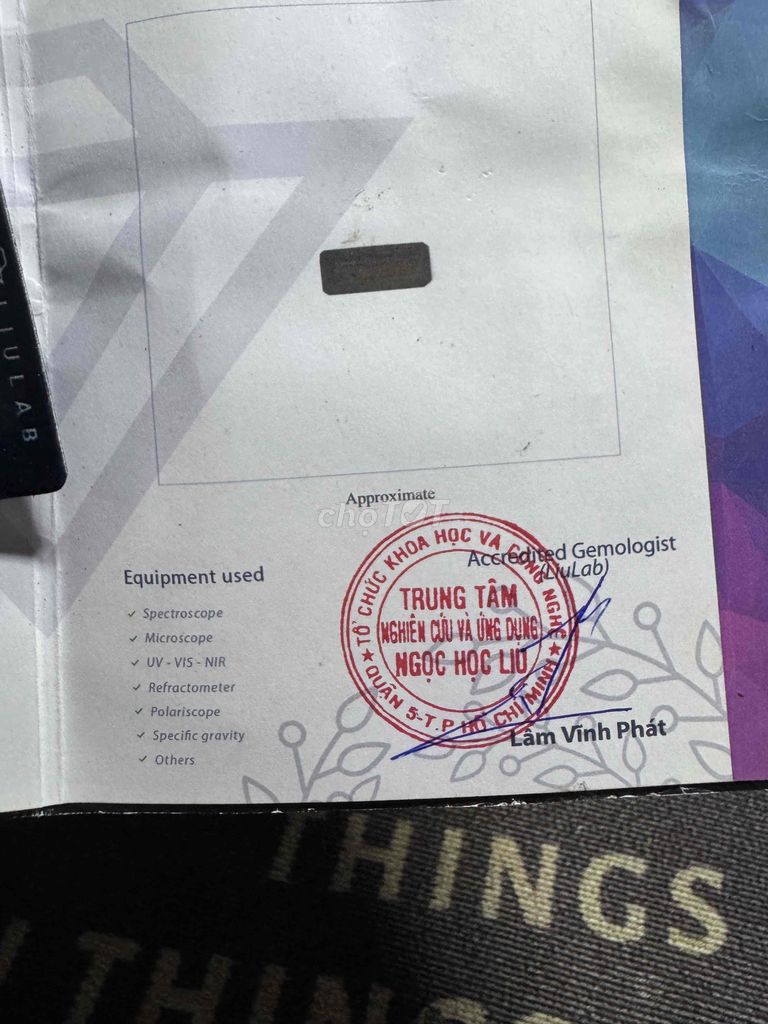 LIULAB
Approximate
chợTỐT
Accredited Gemologist
(LiuLab)
Equipment used
✓ Spectroscope
✓ Microscope
✓ UV - VIS - NIR
✓ Refractometer
✓ Polariscope
✓ Specific gravity
✓ Others
TỔ CHỨC KHOA HỌC VÀ CÔNG NGHỆ
TRUNG TÂM
NGHIÊN CỨU VÀ ỨNG DỤNG
NGỌC HỌC LIU
★ QUẬN 5-T.P HỒ CHÍ MINH ★
Lâm Vĩnh Phát
THINGS
THINGS